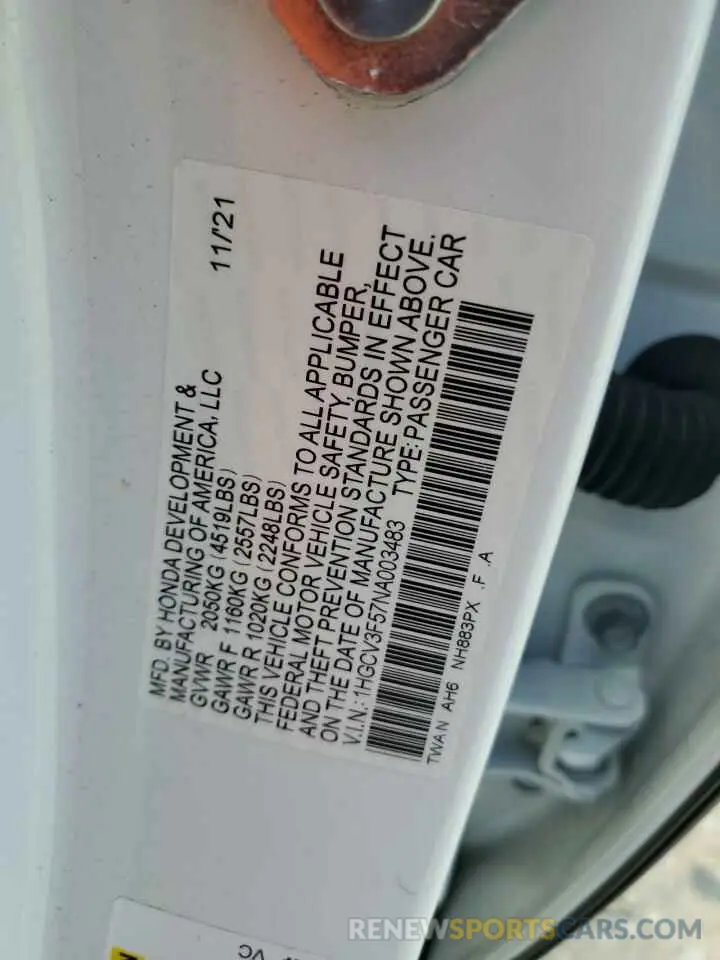 MFD. BY HONDA DEVELOPMENT &
MANUFACTURING OF AMERICA, LLC
11/'21
GVWR 2050KG (4519LBS)
GAWR F 1160KG (2557LBS)
GAWR R 1020KG (2248LBS)
THIS VEHICLE CONFORMS TO ALL APPLICABLE
FEDERAL MOTOR VEHICLE SAFETY, BUMPER,
AND THEFT PREVENTION STANDARDS IN EFFECT
ON THE DATE OF MANUFACTURE SHOWN ABOVE.
V.I.N.: 1HGCV3F57NA003483 TYPE: PASSENGER CAR
TWAN AH6 NH883PX .F .A
VC
RENEWSPORTSCARS.COM